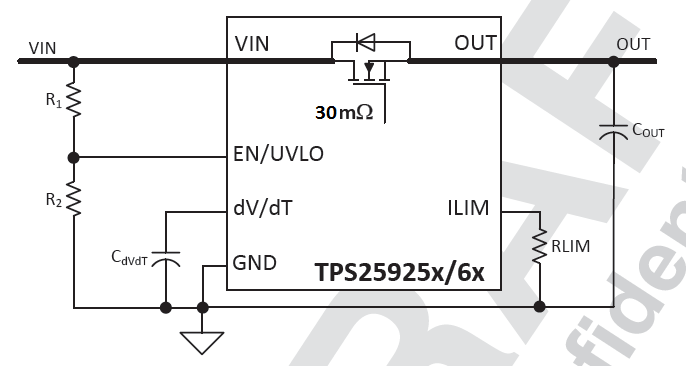 VIN
VIN
OUT
OUT
R1
30mΩ
COUT
EN/UVLO
R2
dV/dT
ILIM
CdVdT
RLIM
GND
TPS25925x/6x